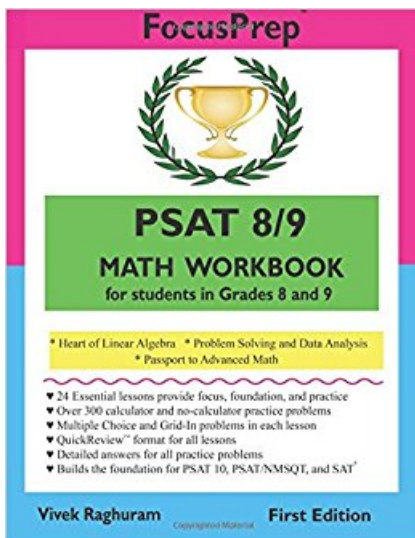 FocusPrep
PSAT 8/9
MATH WORKBOOK
for students in Grades 8 and 9
* Heart of Linear Algebra * Problem Solving and Data Analysis
* Passport to Advanced Math
♥ 24 Essential lessons provide focus, foundation, and practice
♥ Over 300 calculator and no-calculator practice problems
♥ Multiple Choice and Grid-In problems in each lesson
♥ QuickReview™ format for all lessons
♥ Detailed answers for all practice problems
♥ Builds the foundation for PSAT 10, PSAT/NMSQT, and SAT
Vivek Raghuram First Edition
Copyrighted Material